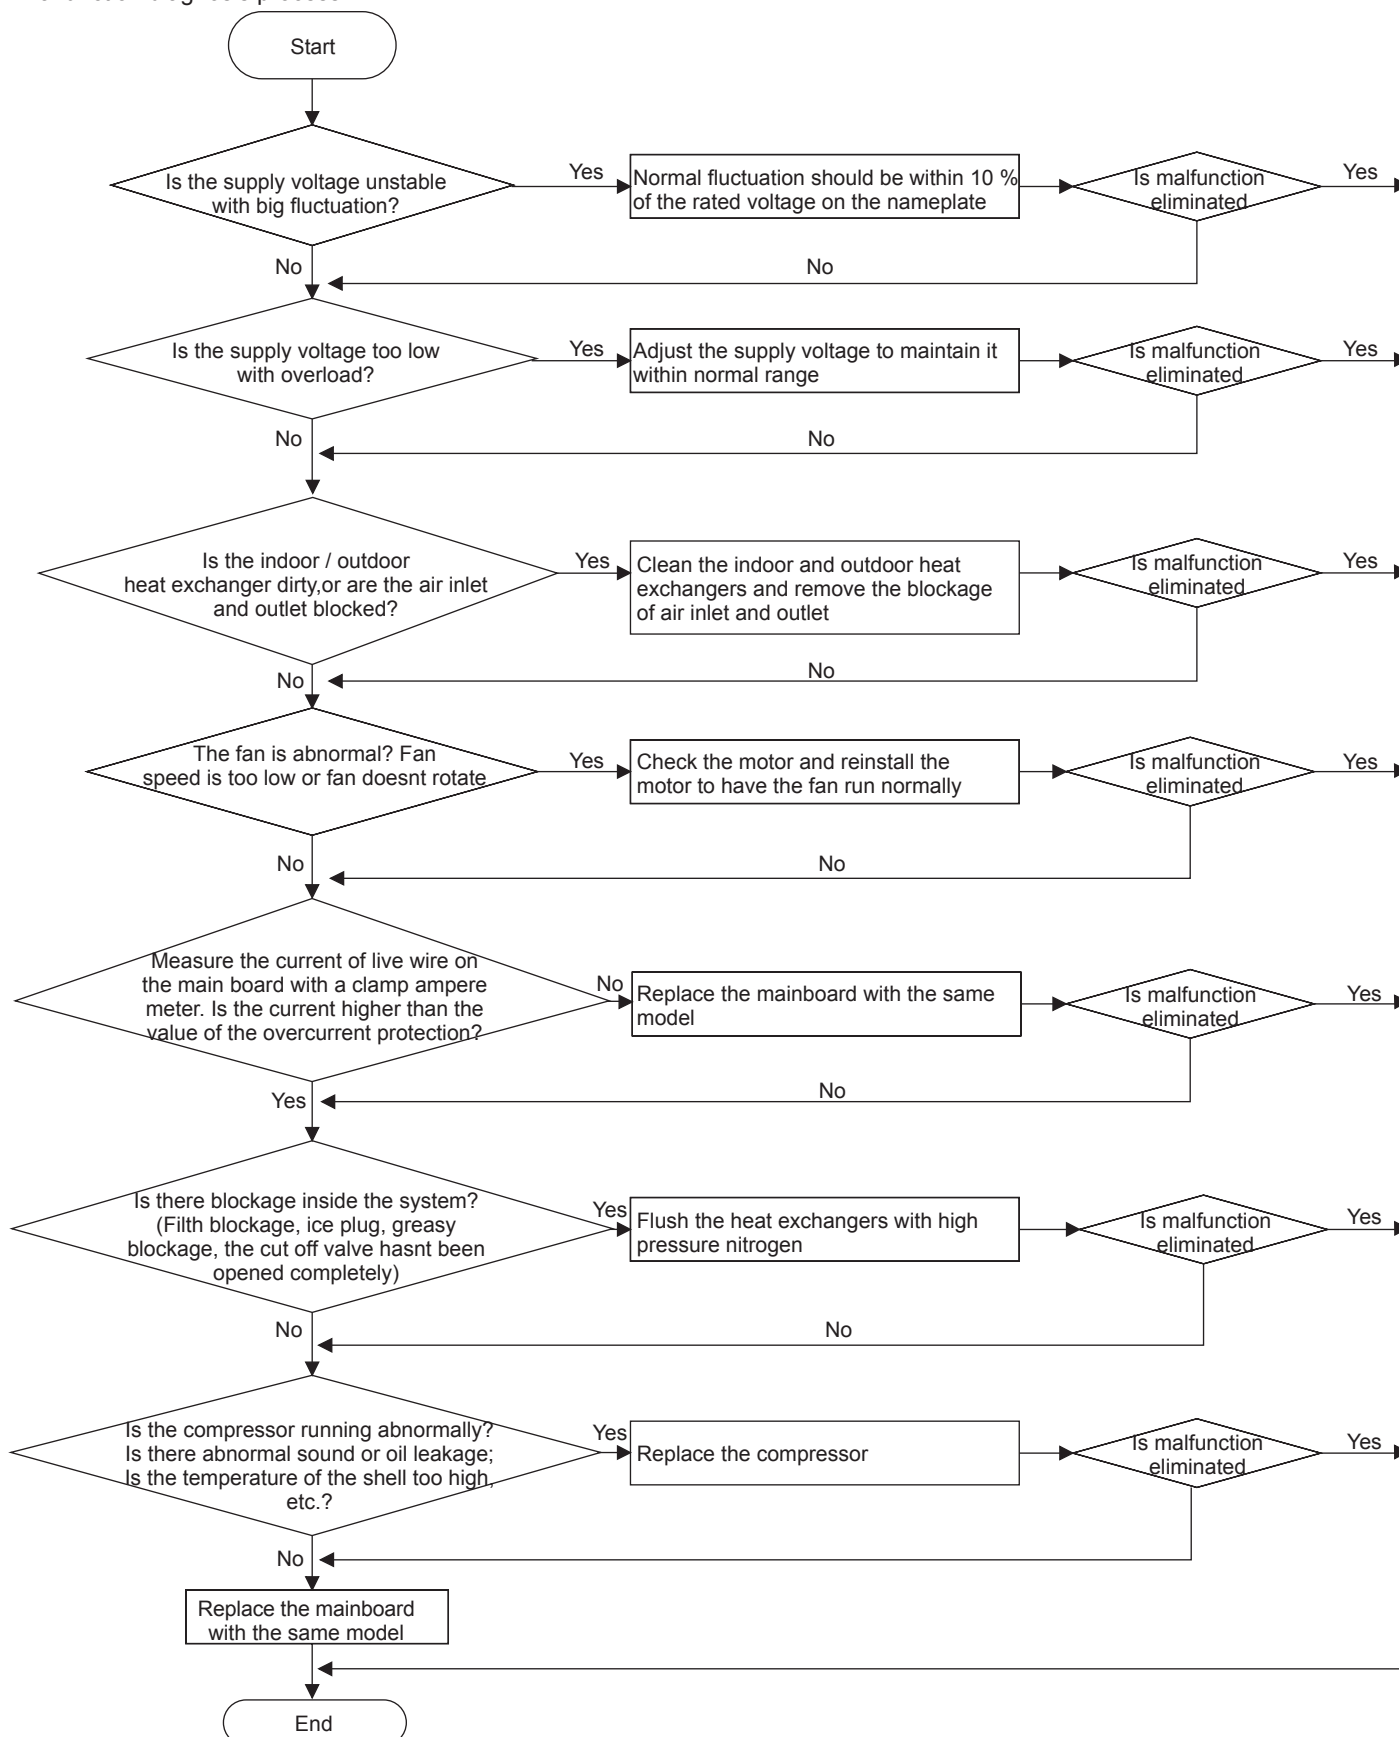 Start
Is the supply voltage unstable
with big fluctuation?
Yes
Normal fluctuation should be within 10 %
of the rated voltage on the nameplate
Is malfunction
eliminated
Yes
No
No
Is the supply voltage too low
with overload?
Yes
Adjust the supply voltage to maintain it
within normal range
Is malfunction
eliminated
Yes
No
No
Is the indoor / outdoor
heat exchanger dirty,or are the air inlet
and outlet blocked?
Yes
Clean the indoor and outdoor heat
exchangers and remove the blockage
of air inlet and outlet
Is malfunction
eliminated
Yes
No
No
The fan is abnormal? Fan
speed is too low or fan doesnt rotate
Yes
Check the motor and reinstall the
motor to have the fan run normally
Is malfunction
eliminated
Yes
No
No
Measure the current of live wire on
the main board with a clamp ampere
meter. Is the current higher than the
value of the overcurrent protection?
No
Replace the mainboard with the same
model
Is malfunction
eliminated
Yes
Yes
No
Is there blockage inside the system?
(Filth blockage, ice plug, greasy
blockage, the cut off valve hasnt been
opened completely)
Yes
Flush the heat exchangers with high
pressure nitrogen
Is malfunction
eliminated
Yes
No
No
Is the compressor running abnormally?
Is there abnormal sound or oil leakage;
Is the temperature of the shell too high,
etc.?
Yes
Replace the compressor
Is malfunction
eliminated
Yes
No
Replace the mainboard
with the same model
End